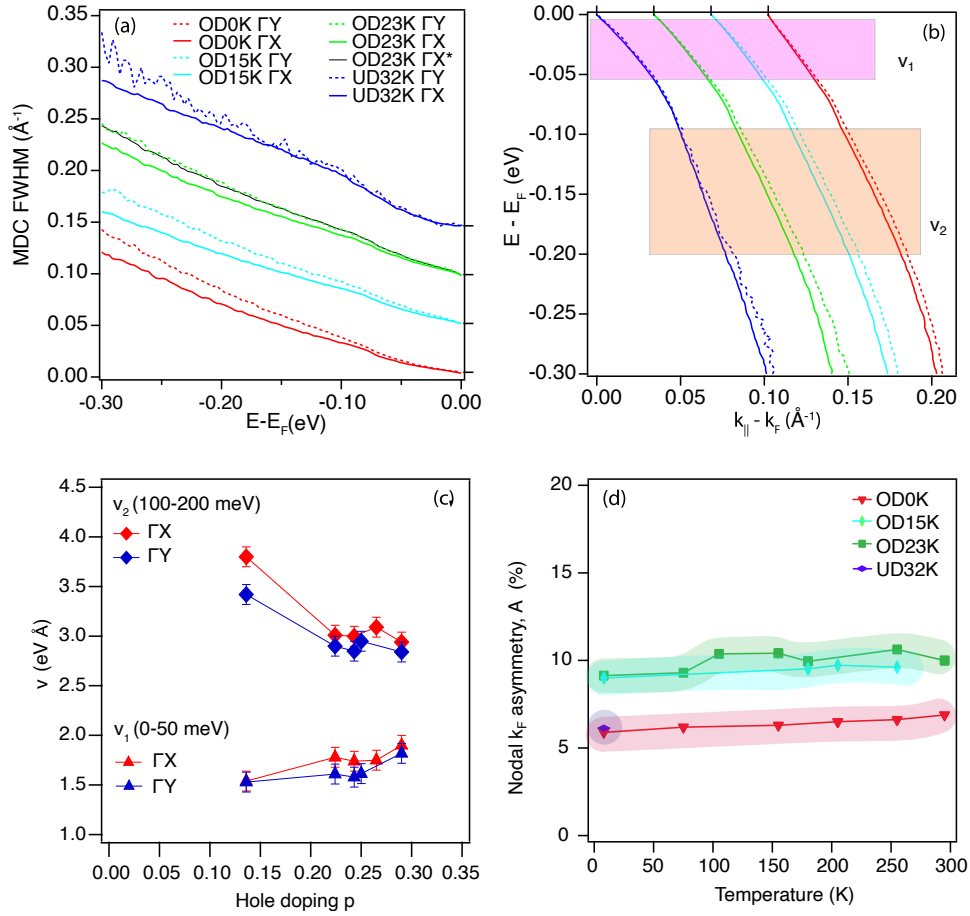 (a)
OD0K ΓY
OD0K ΓX
OD15K ΓY
OD15K ΓX
OD23K ΓY
OD23K ΓX
OD23K ΓX*
UD32K ΓY
UD32K ΓX
0.35
0.30
0.25
0.20
0.15
0.10
0.05
0.00
MDC FWHM (Å⁻¹)
-0.30
-0.20
-0.10
0.00
E-E_F(eV)
(b)
-0.00
-0.05
-0.10
-0.15
-0.20
-0.25
-0.30
E - E_F (eV)
v₁
v₂
0.00
0.05
0.10
0.15
0.20
k_|| - k_F (Å⁻¹)
(c)
4.5
4.0
3.5
3.0
2.5
2.0
1.5
1.0
v (eV Å)
v₂ (100-200 meV)
ΓX
ΓY
v₁ (0-50 meV)
ΓX
ΓY
0.00
0.05
0.10
0.15
0.20
0.25
0.30
0.35
Hole doping p
(d)
OD0K
OD15K
OD23K
UD32K
20
15
10
5
0
Nodal k_F asymmetry, A (%)
0
50
100
150
200
250
300
Temperature (K)